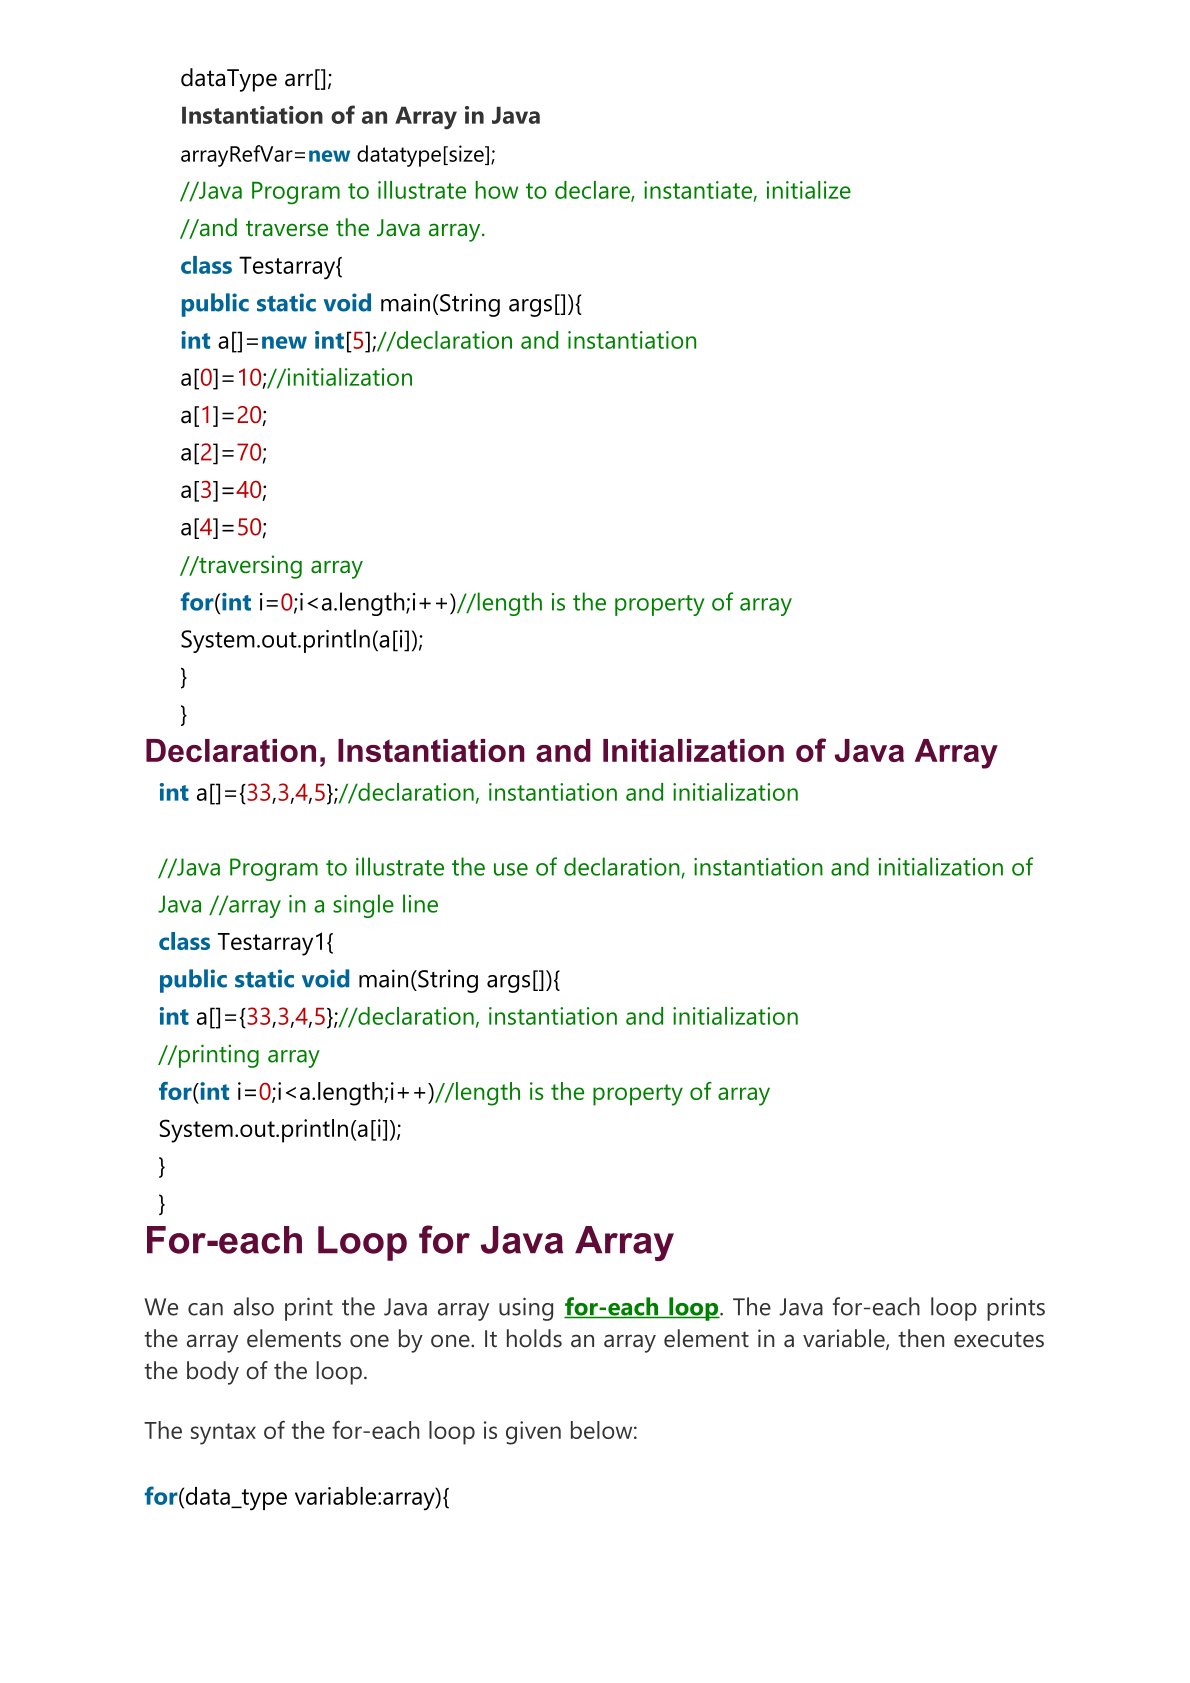 dataType arr[];
Instantiation of an Array in Java
arrayRefVar=new datatype[size];
//Java Program to illustrate how to declare, instantiate, initialize
//and traverse the Java array.
class Testarray{
public static void main(String args[]){
int a[]=new int[5];//declaration and instantiation
a[0]=10;//initialization
a[1]=20;
a[2]=70;
a[3]=40;
a[4]=50;
//traversing array
for(int i=0;i<a.length;i++)//length is the property of array
System.out.println(a[i]);
}
}
Declaration, Instantiation and Initialization of Java Array
int a[]={33,3,4,5};//declaration, instantiation and initialization
//Java Program to illustrate the use of declaration, instantiation and initialization of
Java //array in a single line
class Testarray1{
public static void main(String args[]){
int a[]={33,3,4,5};//declaration, instantiation and initialization
//printing array
for(int i=0;i<a.length;i++)//length is the property of array
System.out.println(a[i]);
}
}
For-each Loop for Java Array
We can also print the Java array using for-each loop. The Java for-each loop prints
the array elements one by one. It holds an array element in a variable, then executes
the body of the loop.
The syntax of the for-each loop is given below:
for(data_type variable:array){